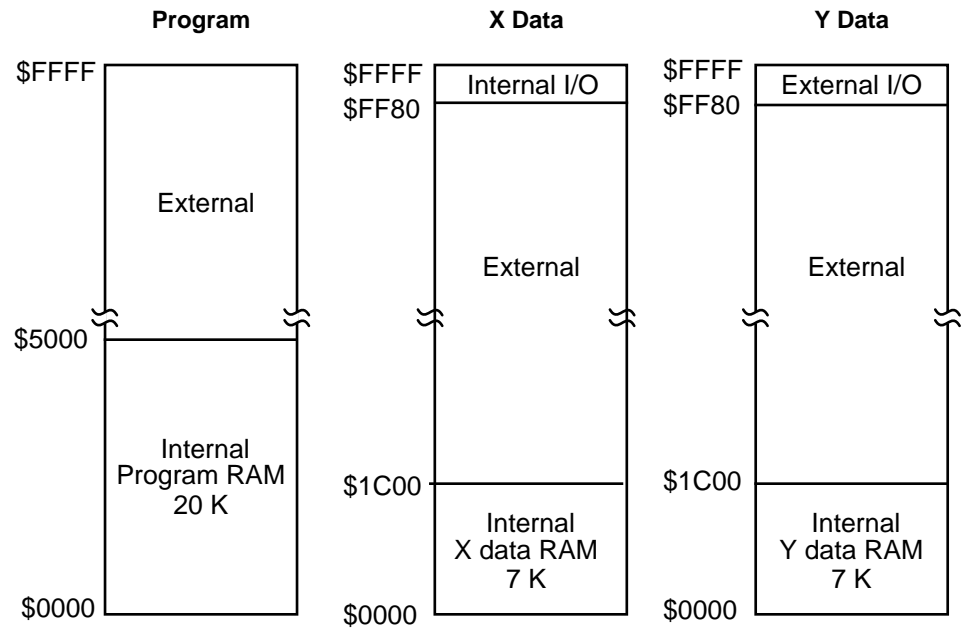 Program
$FFFF
External
$5000
Internal
Program RAM
20 K
$0000
X Data
$FFFF
Internal I/O
$FF80
External
$1C00
Internal
X data RAM
7 K
$0000
Y Data
$FFFF
External I/O
$FF80
External
$1C00
Internal
Y data RAM
7 K
$0000